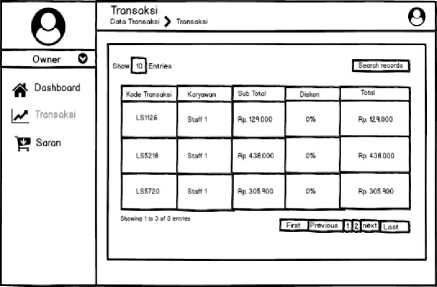 Transaksi
Data Transaksi ❯ Transaksi
Owner
Dashboard
Transaksi
Saran
Show 10 Entries
Search records
Kode Transaksi Karyawan Sub Total Diskon Total
LS1126 Staff 1 Rp. 129.000 0% Rp. 129.000
LS5218 Staff 1 Rp. 438.000 0% Rp. 438.000
LS5720 Staff 1 Rp. 305.900 0% Rp. 305.900
Showing 1 to 3 of 3 entries
First Previous 1 2 next Last